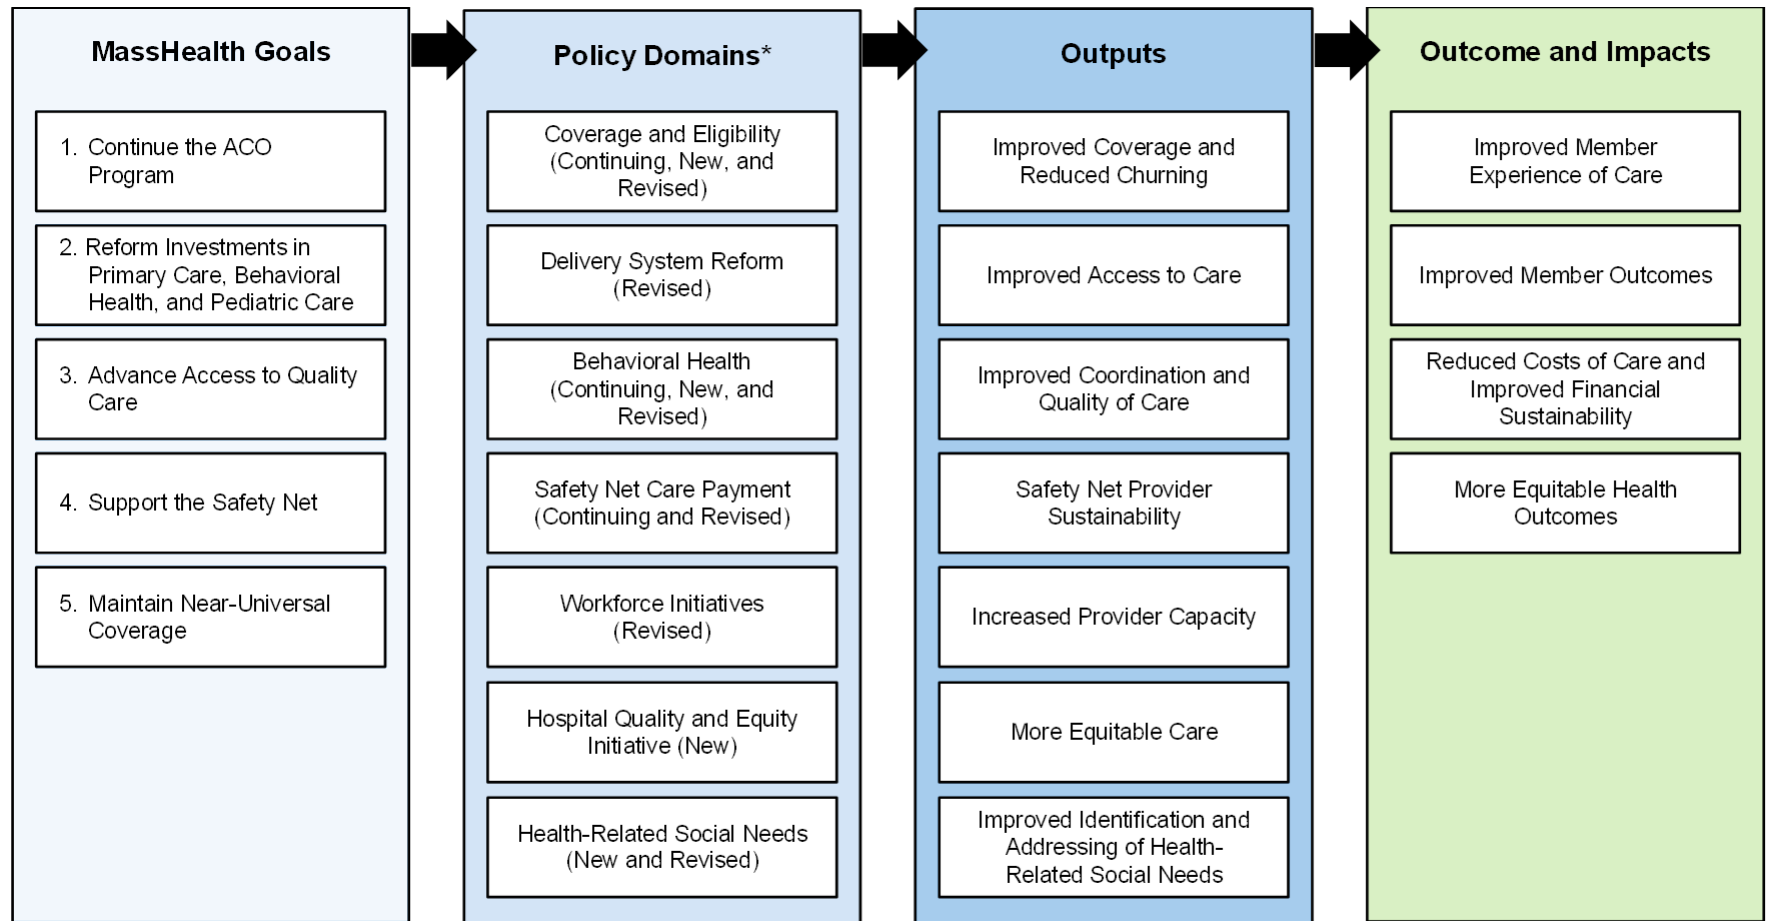 MassHealth Goals
1. Continue the ACO
Program
2. Reform Investments in
Primary Care, Behavioral
Health, and Pediatric Care
3. Advance Access to Quality
Care
4. Support the Safety Net
5. Maintain Near-Universal
Coverage
Policy Domains*
Coverage and Eligibility
(Continuing, New, and
Revised)
Delivery System Reform
(Revised)
Behavioral Health
(Continuing, New, and
Revised)
Safety Net Care Payment
(Continuing and Revised)
Workforce Initiatives
(Revised)
Hospital Quality and Equity
Initiative (New)
Health-Related Social Needs
(New and Revised)
Outputs
Improved Coverage and
Reduced Churning
Improved Access to Care
Improved Coordination and
Quality of Care
Safety Net Provider
Sustainability
Increased Provider Capacity
More Equitable Care
Improved Identification and
Addressing of Health-
Related Social Needs
Outcome and Impacts
Improved Member
Experience of Care
Improved Member Outcomes
Reduced Costs of Care and
Improved Financial
Sustainability
More Equitable Health
Outcomes